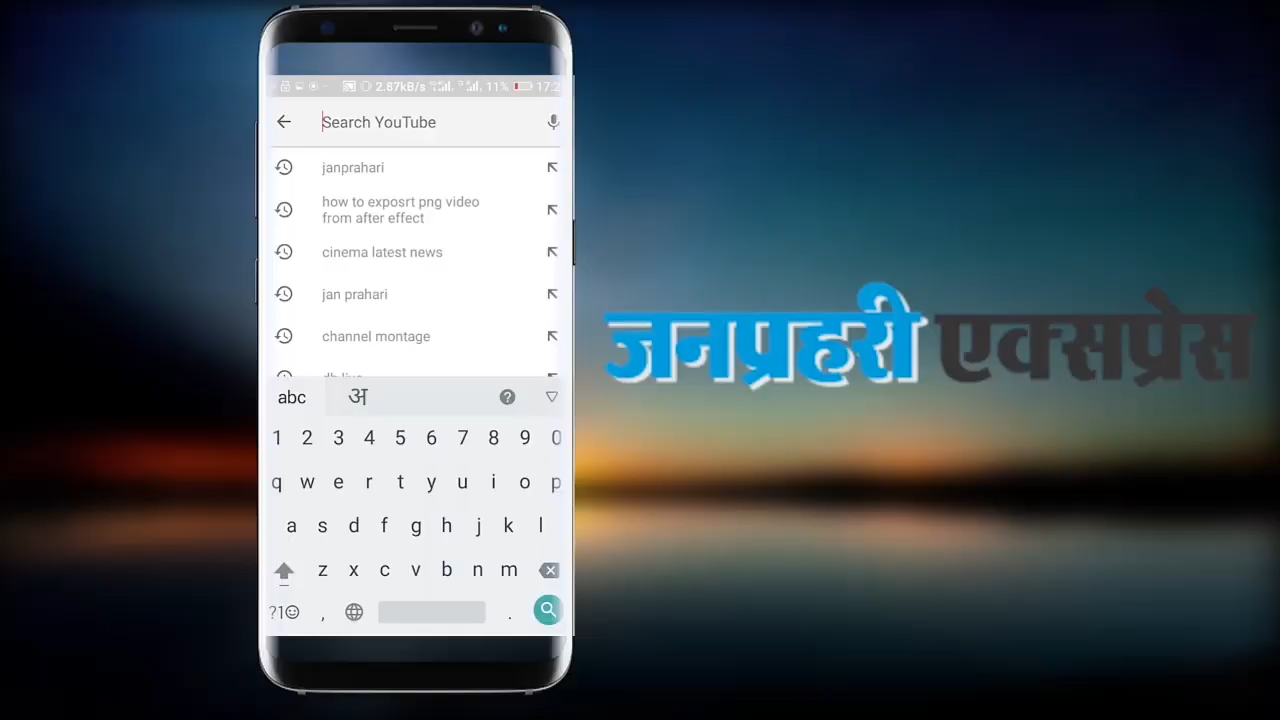 2.87kB/s 11% 17:2
Search YouTube
janprahari
how to exposrt png video
from after effect
cinema latest news
jan prahari
channel montage
जनप्रहरी एक्सप्रेस
abc अ ?
1 2 3 4 5 6 7 8 9 0
q w e r t y u i o p
a s d f g h j k l
z x c v b n m
?1☺ , .